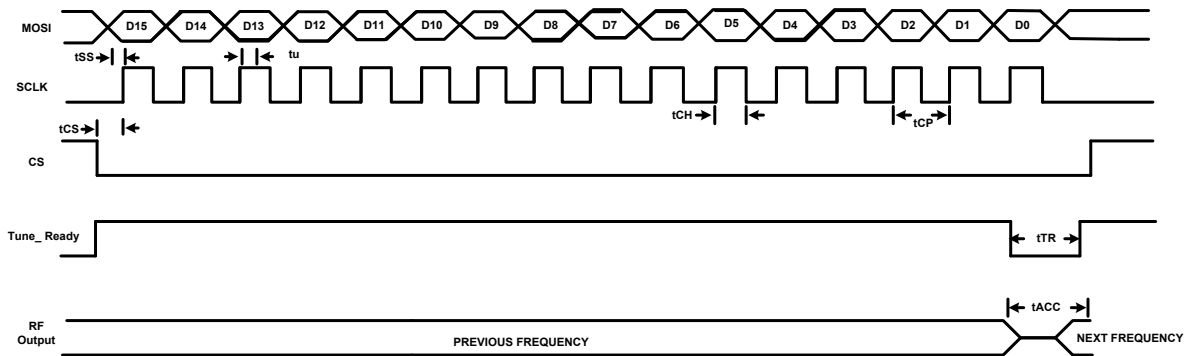 MOSI
D15 D14 D13 D12 D11 D10 D9 D8 D7 D6 D5 D4 D3 D2 D1 D0
tSS
tu
SCLK
tCH
tCP
tCS
CS
Tune_ Ready
tTR
tACC
RF
Output
PREVIOUS FREQUENCY
NEXT FREQUENCY